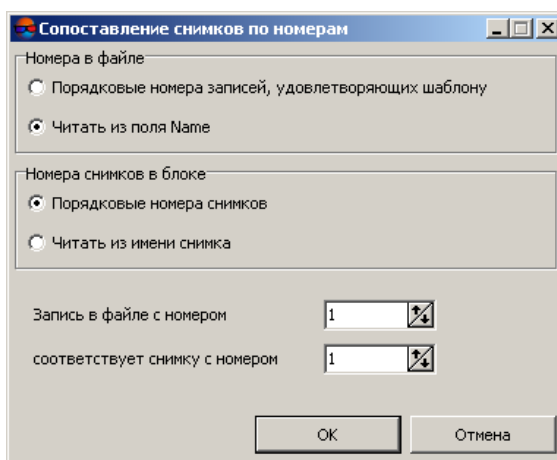 Сопоставление снимков по номерам
Номера в файле
Порядковые номера записей, удовлетворяющих шаблону
Читать из поля Name
Номера снимков в блоке
Порядковые номера снимков
Читать из имени снимка
Запись в файле с номером 1
соответствует снимку с номером 1
OK Отмена